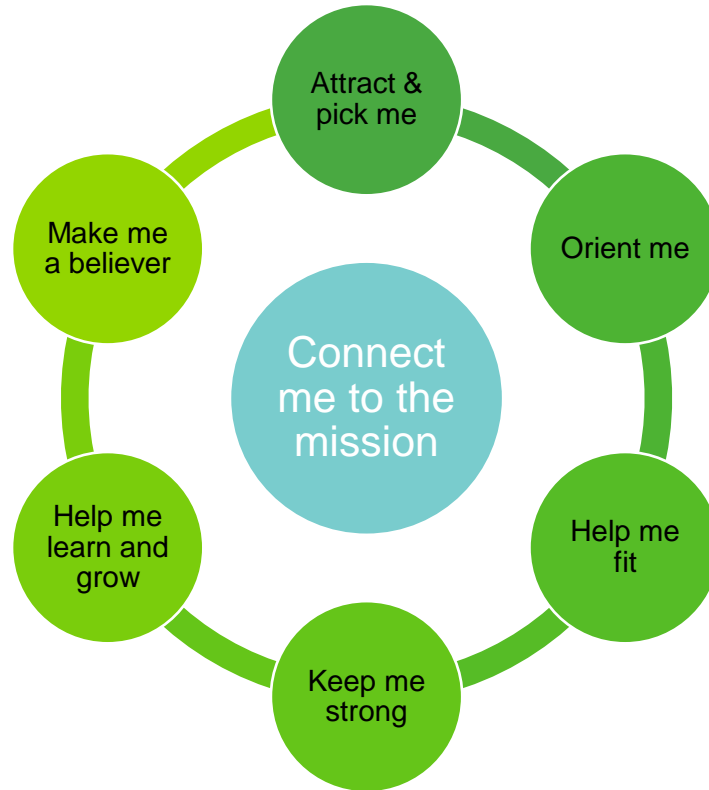 Attract &
pick me
Orient me
Help me
fit
Keep me
strong
Help me
learn and
grow
Make me
a believer
Connect
me to the
mission